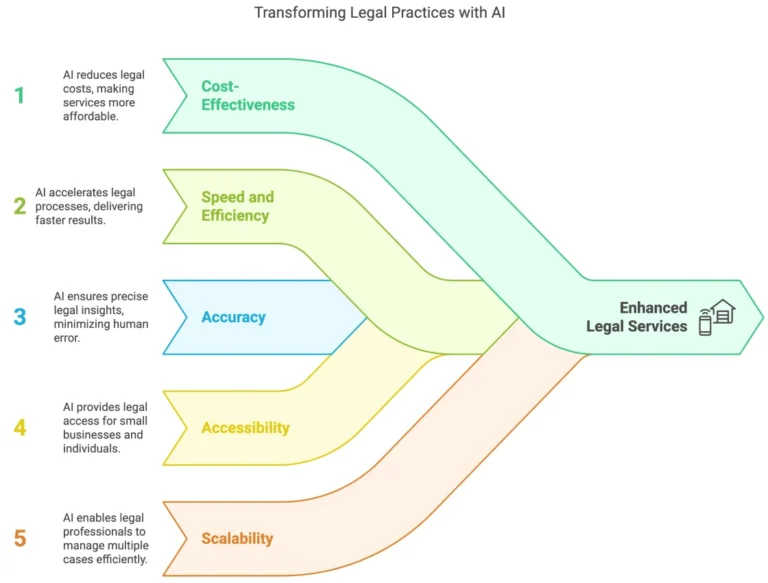 Transforming Legal Practices with AI
1
AI reduces legal
costs, making
services more
affordable.
Cost-
Effectiveness
2
AI accelerates legal
processes, delivering
faster results.
Speed and
Efficiency
3
AI ensures precise
legal insights,
minimizing human
error.
Accuracy
Enhanced
Legal Services
4
AI provides legal
access for small
businesses and
individuals.
Accessibility
5
AI enables legal
professionals to
manage multiple
cases efficiently.
Scalability